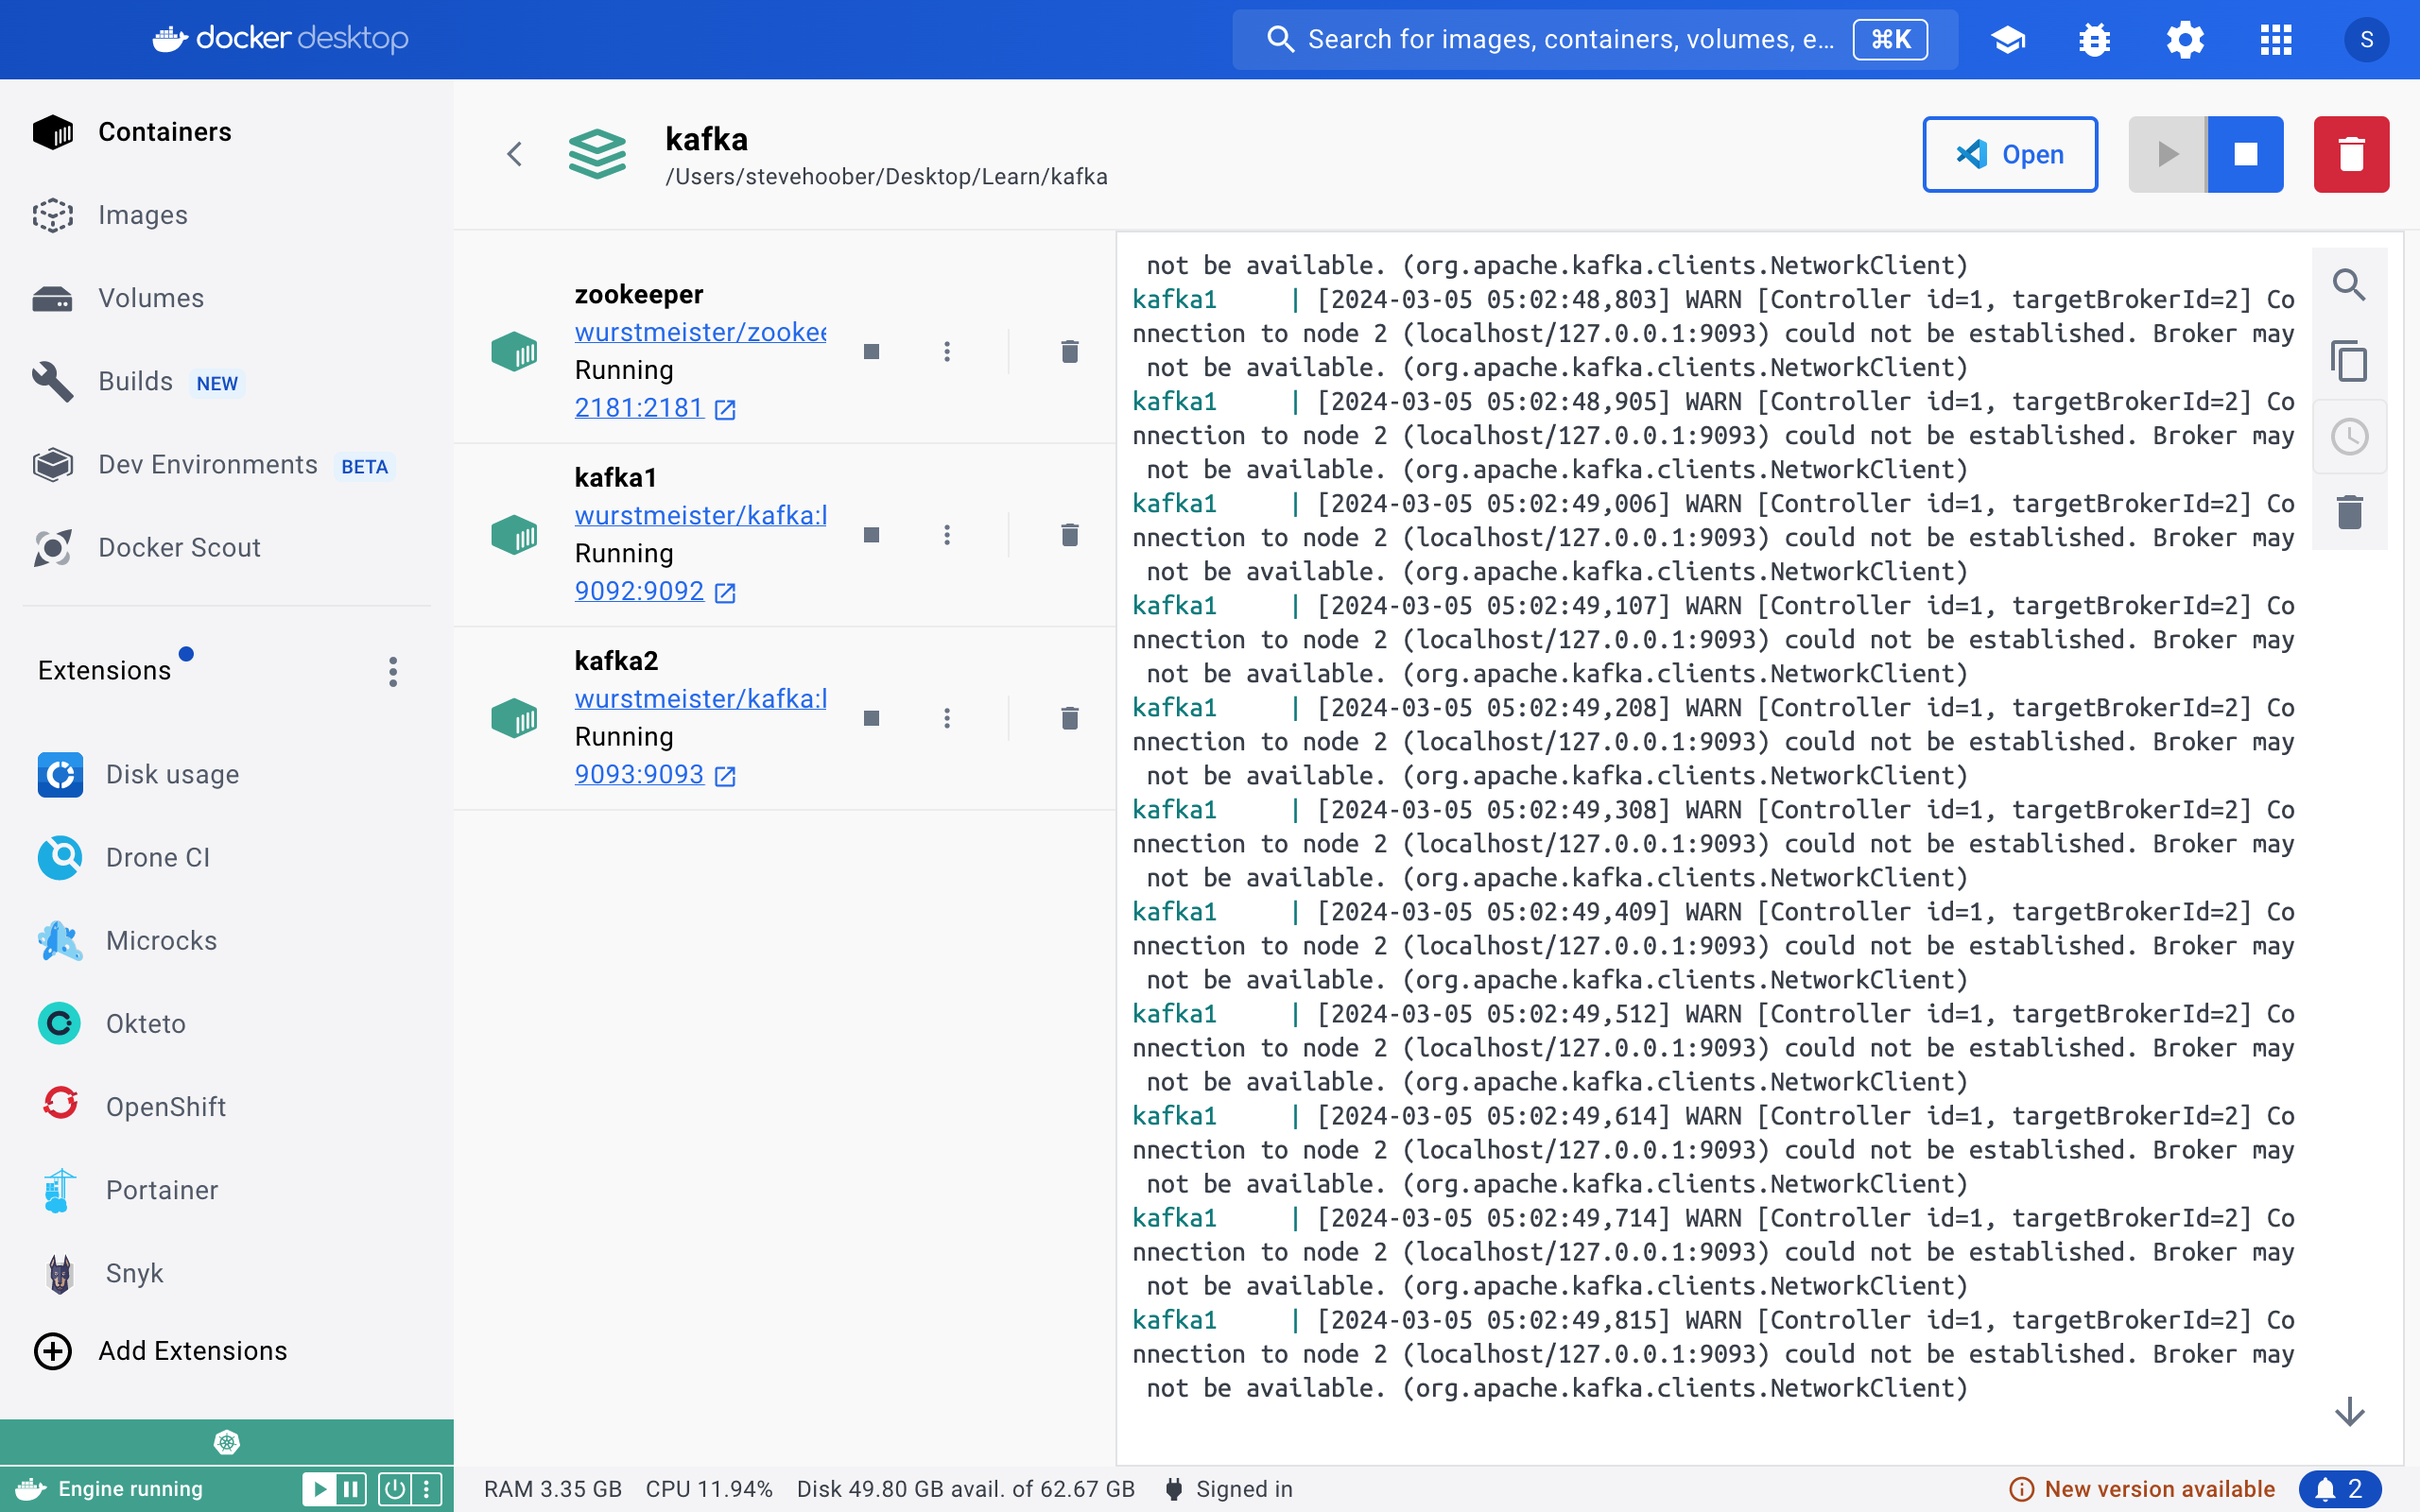 docker desktop
Search for images, containers, volumes, e...
⌘K
S
Containers
Images
Volumes
Builds NEW
Dev Environments BETA
Docker Scout
Extensions
Disk usage
Drone CI
Microcks
Okteto
OpenShift
Portainer
Snyk
Add Extensions
kafka
/Users/stevehoober/Desktop/Learn/kafka
Open
zookeeper
wurstmeister/zookee
Running
2181:2181
kafka1
wurstmeister/kafka:l
Running
9092:9092
kafka2
wurstmeister/kafka:l
Running
9093:9093
not be available. (org.apache.kafka.clients.NetworkClient)
kafka1 | [2024-03-05 05:02:48,803] WARN [Controller id=1, targetBrokerId=2] Co
nnection to node 2 (localhost/127.0.0.1:9093) could not be established. Broker may
not be available. (org.apache.kafka.clients.NetworkClient)
kafka1 | [2024-03-05 05:02:48,905] WARN [Controller id=1, targetBrokerId=2] Co
nnection to node 2 (localhost/127.0.0.1:9093) could not be established. Broker may
not be available. (org.apache.kafka.clients.NetworkClient)
kafka1 | [2024-03-05 05:02:49,006] WARN [Controller id=1, targetBrokerId=2] Co
nnection to node 2 (localhost/127.0.0.1:9093) could not be established. Broker may
not be available. (org.apache.kafka.clients.NetworkClient)
kafka1 | [2024-03-05 05:02:49,107] WARN [Controller id=1, targetBrokerId=2] Co
nnection to node 2 (localhost/127.0.0.1:9093) could not be established. Broker may
not be available. (org.apache.kafka.clients.NetworkClient)
kafka1 | [2024-03-05 05:02:49,208] WARN [Controller id=1, targetBrokerId=2] Co
nnection to node 2 (localhost/127.0.0.1:9093) could not be established. Broker may
not be available. (org.apache.kafka.clients.NetworkClient)
kafka1 | [2024-03-05 05:02:49,308] WARN [Controller id=1, targetBrokerId=2] Co
nnection to node 2 (localhost/127.0.0.1:9093) could not be established. Broker may
not be available. (org.apache.kafka.clients.NetworkClient)
kafka1 | [2024-03-05 05:02:49,409] WARN [Controller id=1, targetBrokerId=2] Co
nnection to node 2 (localhost/127.0.0.1:9093) could not be established. Broker may
not be available. (org.apache.kafka.clients.NetworkClient)
kafka1 | [2024-03-05 05:02:49,512] WARN [Controller id=1, targetBrokerId=2] Co
nnection to node 2 (localhost/127.0.0.1:9093) could not be established. Broker may
not be available. (org.apache.kafka.clients.NetworkClient)
kafka1 | [2024-03-05 05:02:49,614] WARN [Controller id=1, targetBrokerId=2] Co
nnection to node 2 (localhost/127.0.0.1:9093) could not be established. Broker may
not be available. (org.apache.kafka.clients.NetworkClient)
kafka1 | [2024-03-05 05:02:49,714] WARN [Controller id=1, targetBrokerId=2] Co
nnection to node 2 (localhost/127.0.0.1:9093) could not be established. Broker may
not be available. (org.apache.kafka.clients.NetworkClient)
kafka1 | [2024-03-05 05:02:49,815] WARN [Controller id=1, targetBrokerId=2] Co
nnection to node 2 (localhost/127.0.0.1:9093) could not be established. Broker may
not be available. (org.apache.kafka.clients.NetworkClient)
Engine running
RAM 3.35 GB CPU 11.94% Disk 49.80 GB avail. of 62.67 GB Signed in
New version available
2